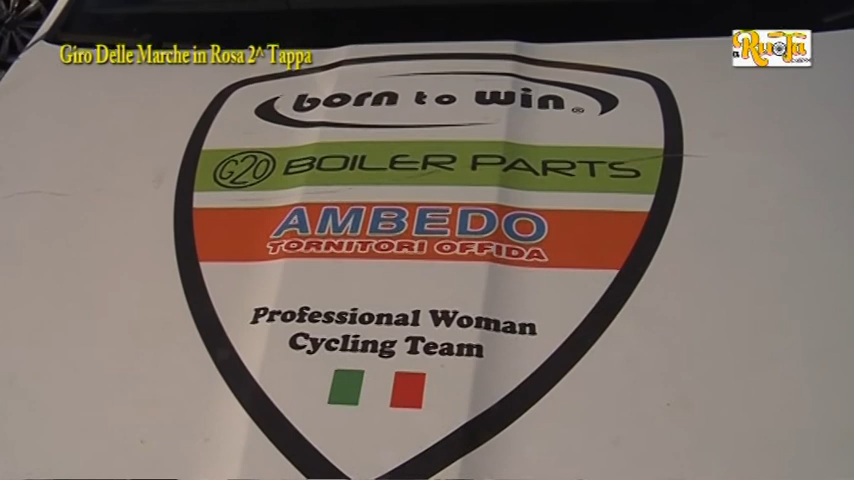 Giro Delle Marche in Rosa 2^ Tappa
a RuoTa
born to win ®
G20 BOILER PARTS
AMBEDO
TORNITORI OFFIDA
Professional Woman
Cycling Team